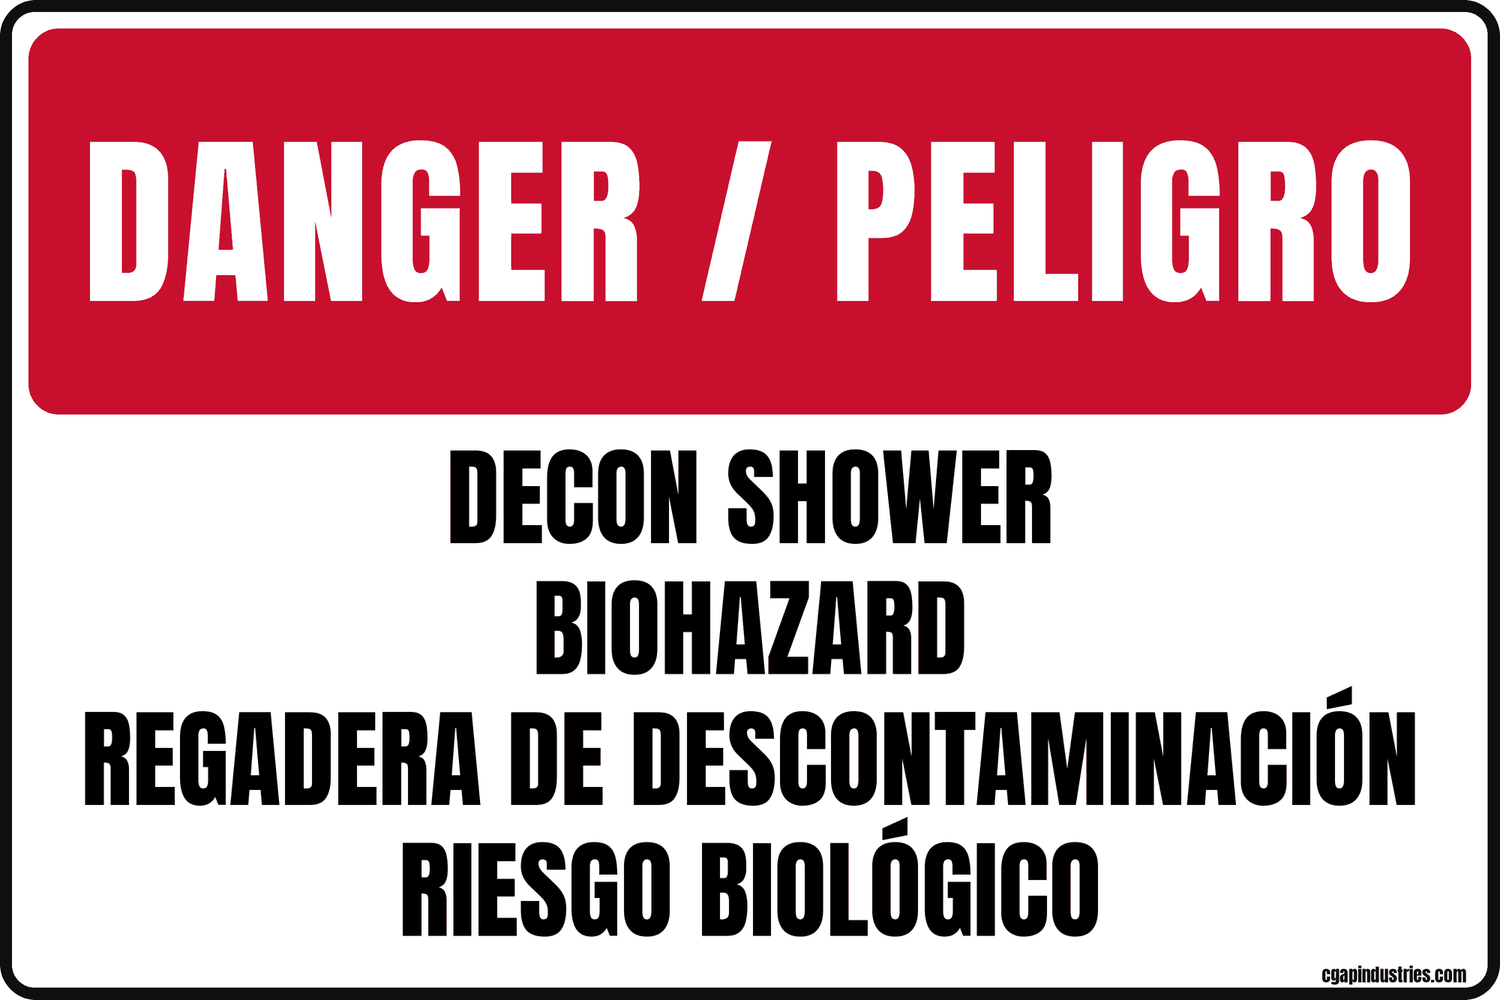 DANGER / PELIGRO
DECON SHOWER
BIOHAZARD
REGADERA DE DESCONTAMINACIÓN
RIESGO BIOLÓGICO
cgapindustries.com